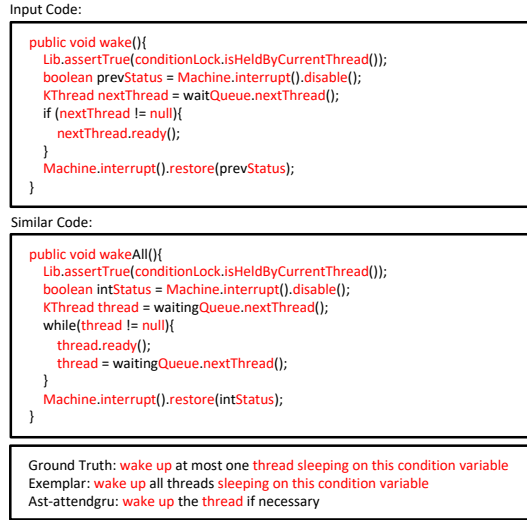 Input Code:
public void wake(){
Lib.assertTrue(conditionLock.isHeldByCurrentThread());
boolean prevStatus = Machine.interrupt().disable();
KThread nextThread = waitQueue.nextThread();
if (nextThread != null){
nextThread.ready();
}
Machine.interrupt().restore(prevStatus);
}
Similar Code:
public void wakeAll(){
Lib.assertTrue(conditionLock.isHeldByCurrentThread());
boolean intStatus = Machine.interrupt().disable();
KThread thread = waitingQueue.nextThread();
while(thread != null){
thread.ready();
thread = waitingQueue.nextThread();
}
Machine.interrupt().restore(intStatus);
}
Ground Truth: wake up at most one thread sleeping on this condition variable
Exemplar: wake up all threads sleeping on this condition variable
Ast-attendgru: wake up the thread if necessary